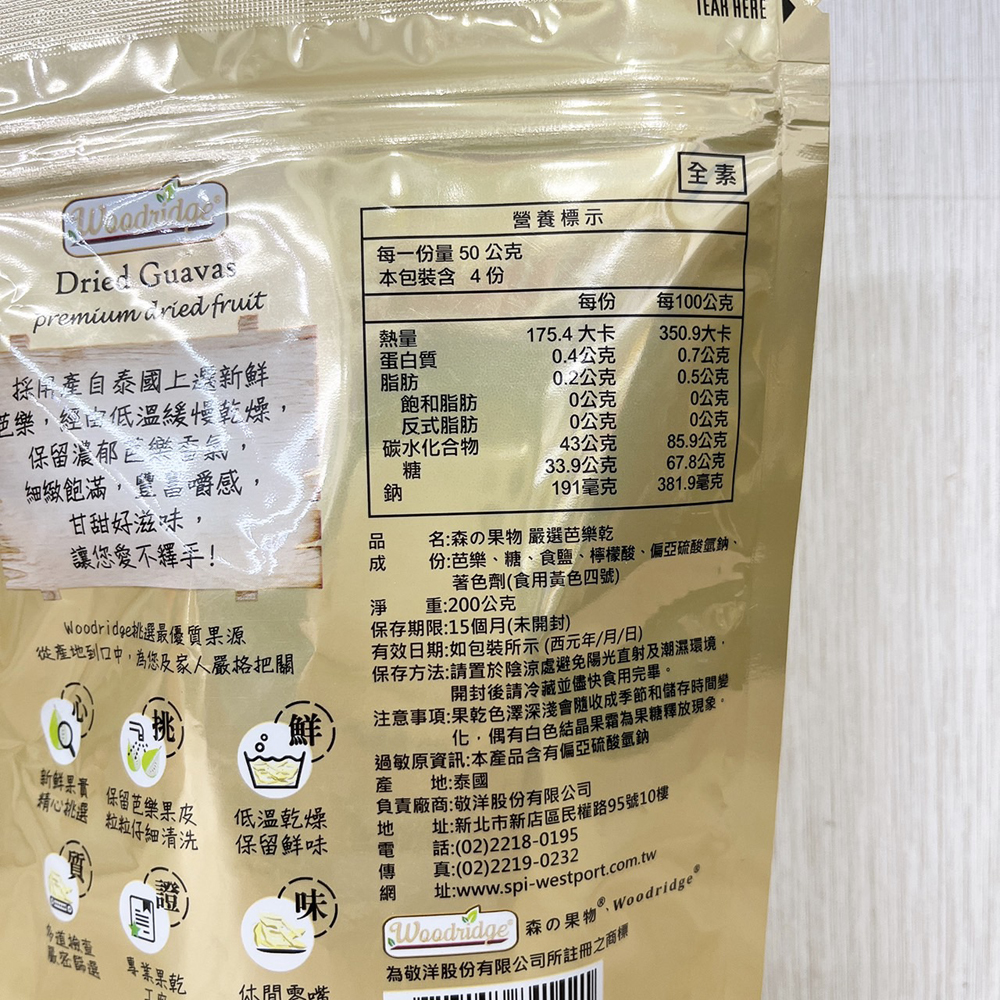 TEAR HERE
全素
Woodridge®
Dried Guavas
premium dried fruit
採用產自泰國上選新鮮
芭樂，經由低溫緩慢乾燥，
保留濃郁芭樂香氣，
細緻飽滿，豐富嚼感，
甘甜好滋味，
讓您愛不釋手！
Woodridge挑選最優質果源
從產地到口中，為您及家人嚴格把關
心
新鮮果實
精心挑選
挑
保留芭樂果皮
粒粒仔細清洗
鮮
低溫乾燥
保留鮮味
質
多道檢查
嚴密篩選
證
專業果乾
味
休閒零嘴
營養標示
每一份量 50 公克
本包裝含 4 份
每份 每100公克
熱量 175.4 大卡 350.9大卡
蛋白質 0.4公克 0.7公克
脂肪 0.2公克 0.5公克
飽和脂肪 0公克 0公克
反式脂肪 0公克 0公克
碳水化合物 43公克 85.9公克
糖 33.9公克 67.8公克
鈉 191毫克 381.9毫克
品 名:森の果物 嚴選芭樂乾
成 份:芭樂、糖、食鹽、檸檬酸、偏亞硫酸氫鈉、
著色劑(食用黃色四號)
淨 重:200公克
保存期限:15個月(未開封)
有效日期:如包裝所示 (西元年/月/日)
保存方法:請置於陰涼處避免陽光直射及潮濕環境，
開封後請冷藏並儘快食用完畢。
注意事項:果乾色澤深淺會隨收成季節和儲存時間變
化，偶有白色結晶果霜為果糖釋放現象。
過敏原資訊:本產品含有偏亞硫酸氫鈉
產 地:泰國
負責廠商:敬洋股份有限公司
地 址:新北市新店區民權路95號10樓
電 話:(02)2218-0195
傳 真:(02)2219-0232
網 址:www.spi-westport.com.tw
Woodridge® 森の果物®、Woodridge®
為敬洋股份有限公司所註冊之商標